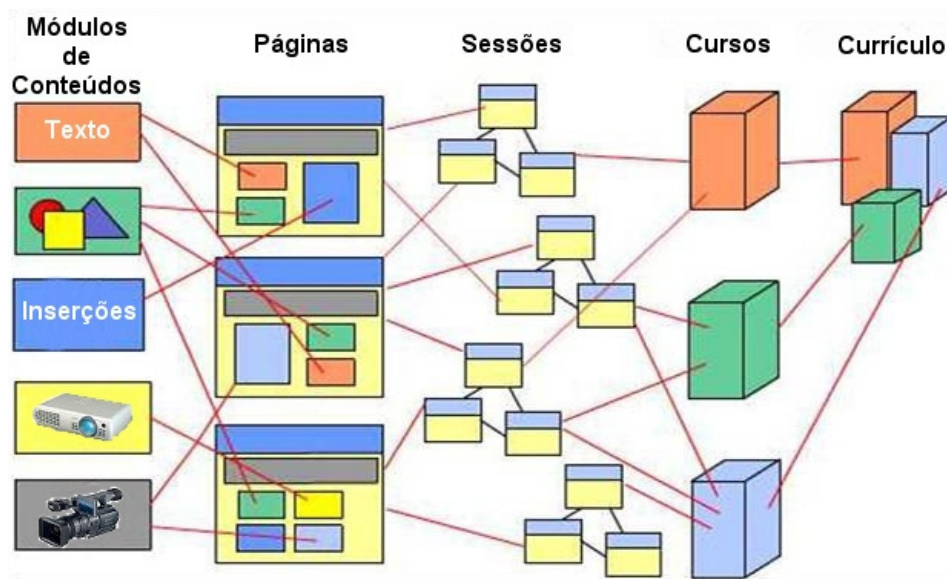 Módulos
de
Conteúdos
Páginas
Sessões
Cursos
Currículo
Texto
Inserções